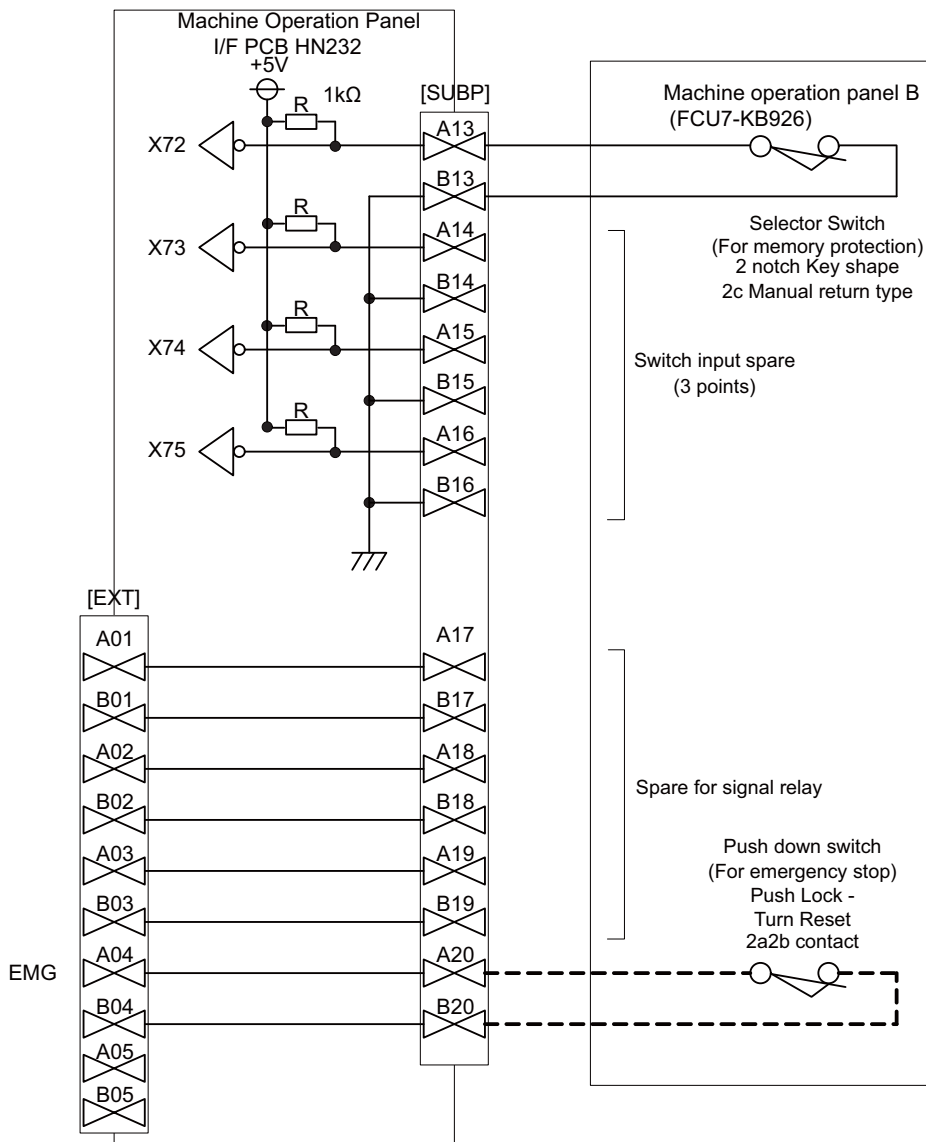 Machine Operation Panel
I/F PCB HN232
+5V
R
1kΩ
[SUBP]
Machine operation panel B
(FCU7-KB926)
X72
A13
B13
X73
R
A14
Selector Switch
(For memory protection)
2 notch Key shape
2c Manual return type
B14
X74
R
A15
Switch input spare
(3 points)
B15
X75
R
A16
B16
[EXT]
A01
A17
B01
B17
A02
A18
B02
B18
Spare for signal relay
A03
A19
Push down switch
(For emergency stop)
Push Lock -
Turn Reset
2a2b contact
B03
B19
EMG
A04
A20
B04
B20
A05
B05